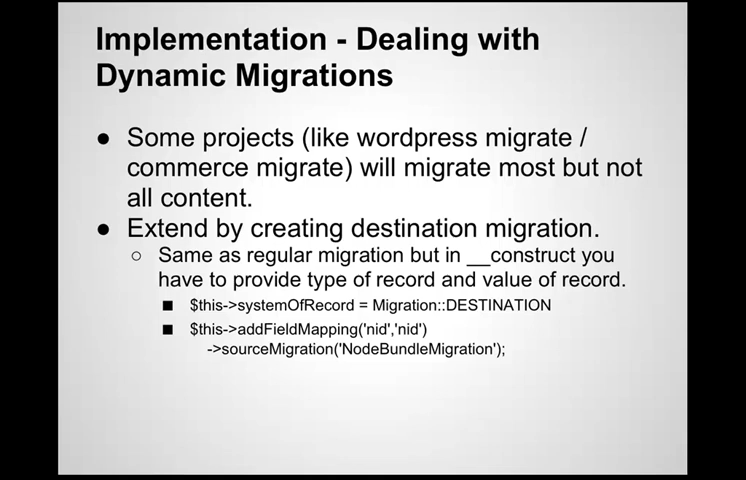 Implementation - Dealing with
Dynamic Migrations
● Some projects (like wordpress migrate /
commerce migrate) will migrate most but not
all content.
● Extend by creating destination migration.
○ Same as regular migration but in __construct you
have to provide type of record and value of record.
■ $this->systemOfRecord = Migration::DESTINATION
■ $this->addFieldMapping('nid','nid')
->sourceMigration('NodeBundleMigration');